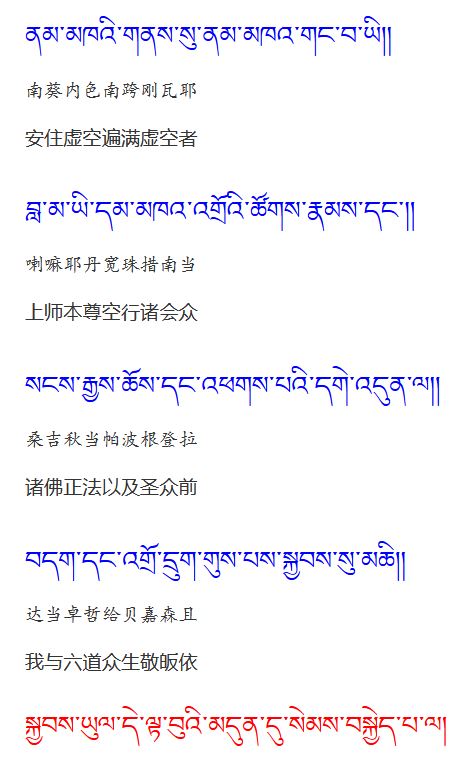 ནམ་མཁའི་གནས་སུ་ནམ་མཁའ་གང་བ་ཡི།།
南葵内色南跨刚瓦耶
安住虚空遍满虚空者
བླ་མ་ཡི་དམ་མཁའ་འགྲོའི་ཚོགས་རྣམས་དང་།།
喇嘛耶丹宽珠措南当
上师本尊空行诸会众
སངས་རྒྱས་ཆོས་དང་འཕགས་པའི་དགེ་འདུན་ལ།།
桑吉秋当帕波根登拉
诸佛正法以及圣众前
བདག་དང་འགྲོ་དྲུག་གུས་པས་སྐྱབས་སུ་མཆི།།
达当卓哲给贝嘉森且
我与六道众生敬皈依
སྐྱབས་ཡུལ་དེ་ལྟ་བུའི་མདུན་དུ་སེམས་བསྐྱེད་པ་ལ།